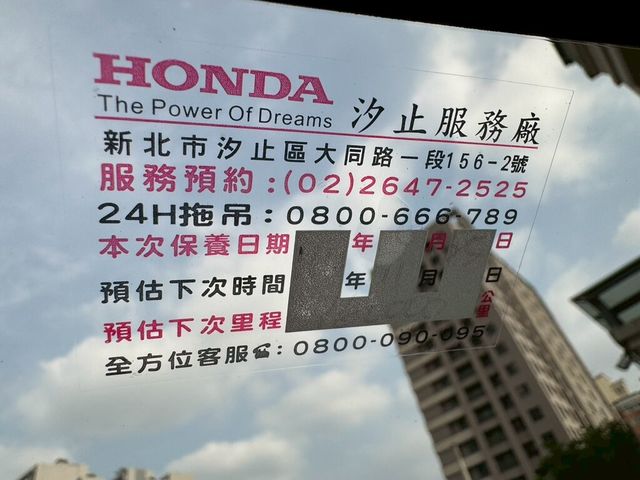 HONDA
The Power Of Dreams 汐止服務廠
新北市汐止區大同路一段156-2號
服務預約:(02)2647-2525
24H拖吊:0800-666-789
本次保養日期 年 月 日
預估下次時間 年 月 日
預估下次里程 公里
全方位客服☎:0800-090-095